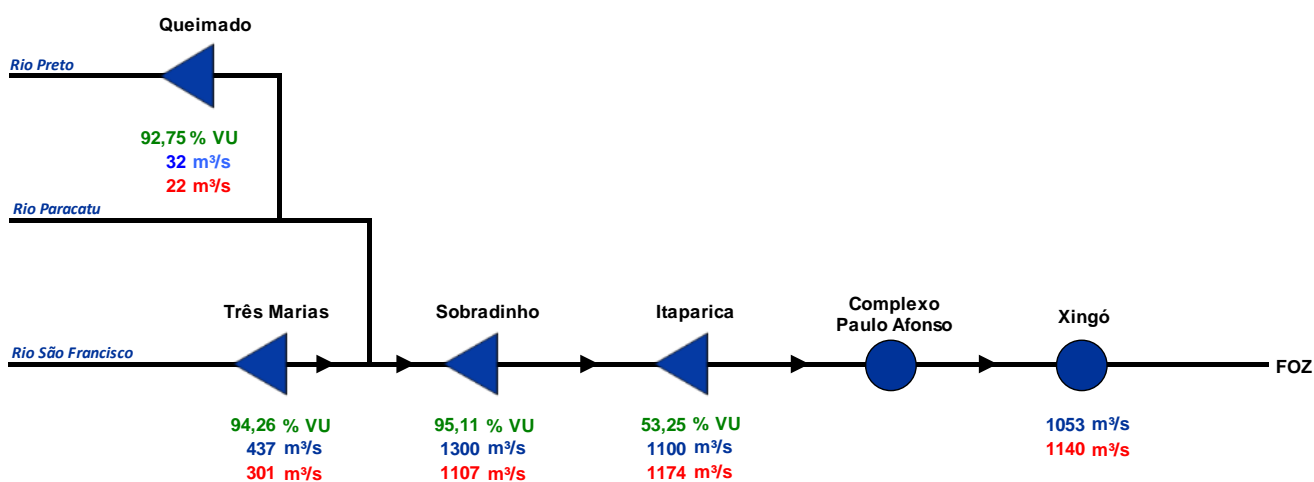 Queimado
Rio Preto
92,75 % VU
32 m³/s
22 m³/s
Rio Paracatu
Três Marias
Sobradinho
Itaparica
Complexo
Paulo Afonso
Xingó
Rio São Francisco
FOZ
94,26 % VU
437 m³/s
301 m³/s
95,11 % VU
1300 m³/s
1107 m³/s
53,25 % VU
1100 m³/s
1174 m³/s
1053 m³/s
1140 m³/s